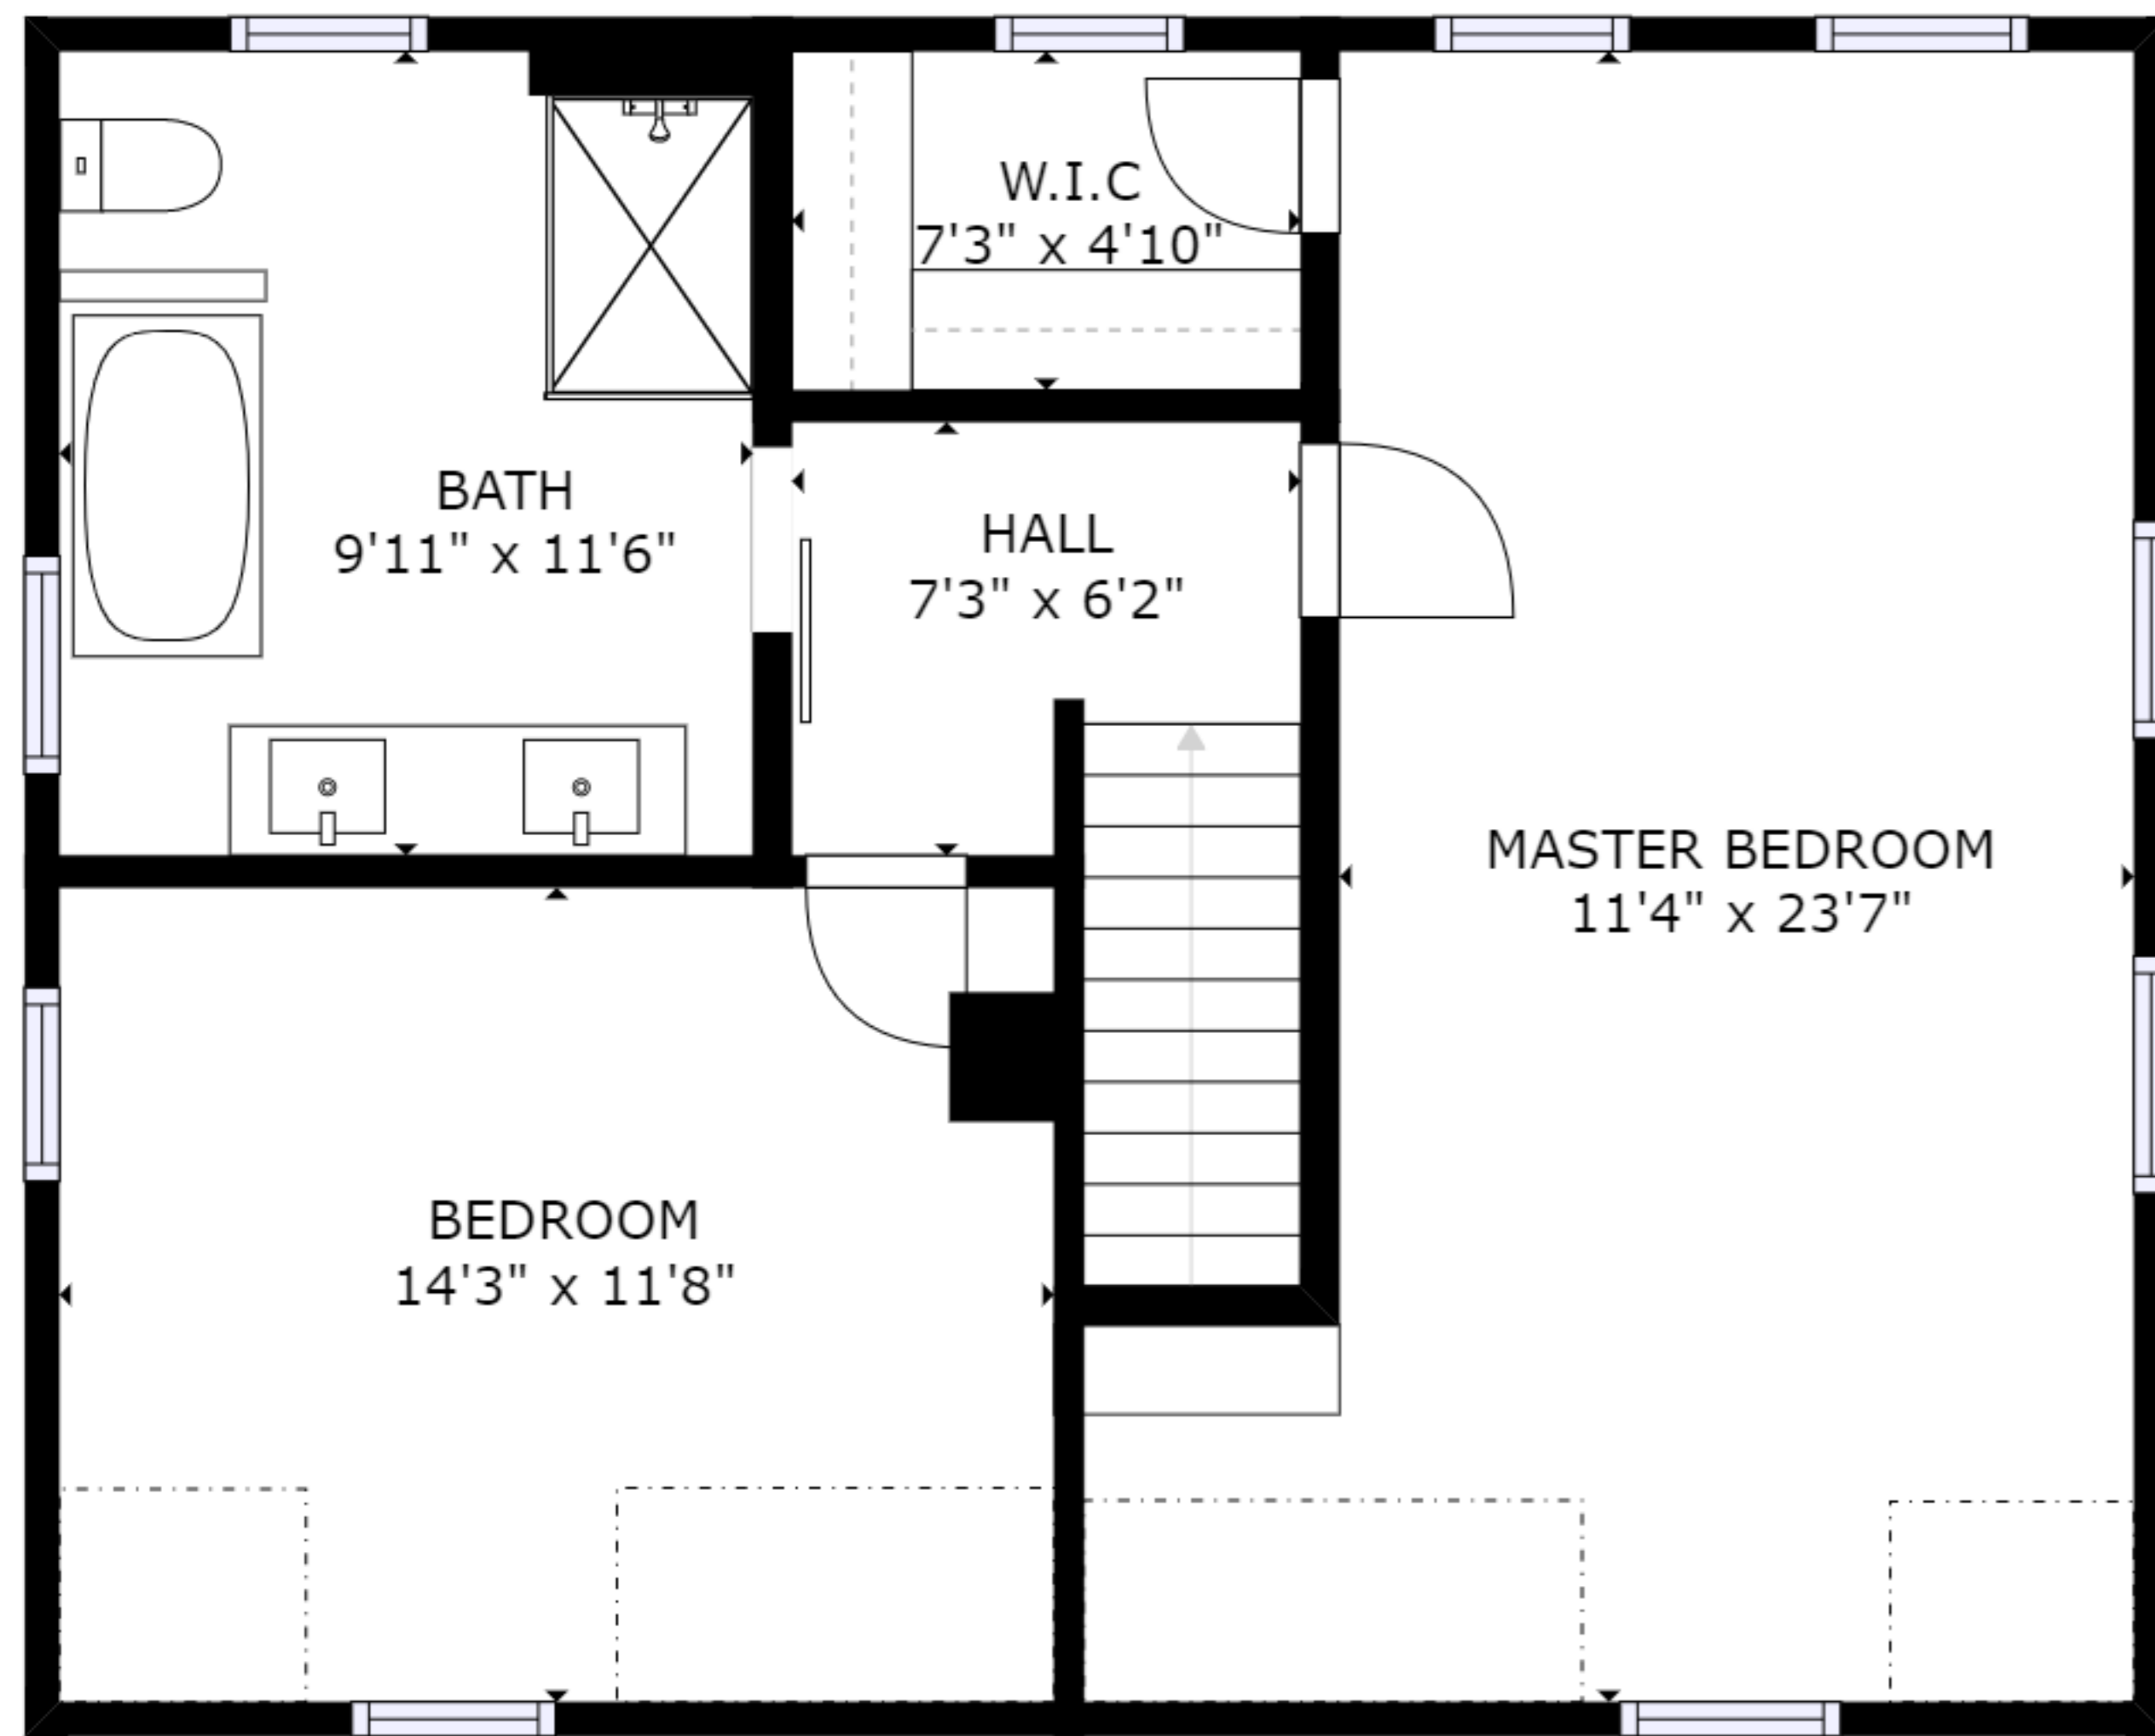 W.I.C
7'3" x 4'10"
BATH
9'11" x 11'6"
HALL
7'3" x 6'2"
MASTER BEDROOM
11'4" x 23'7"
BEDROOM
14'3" x 11'8"